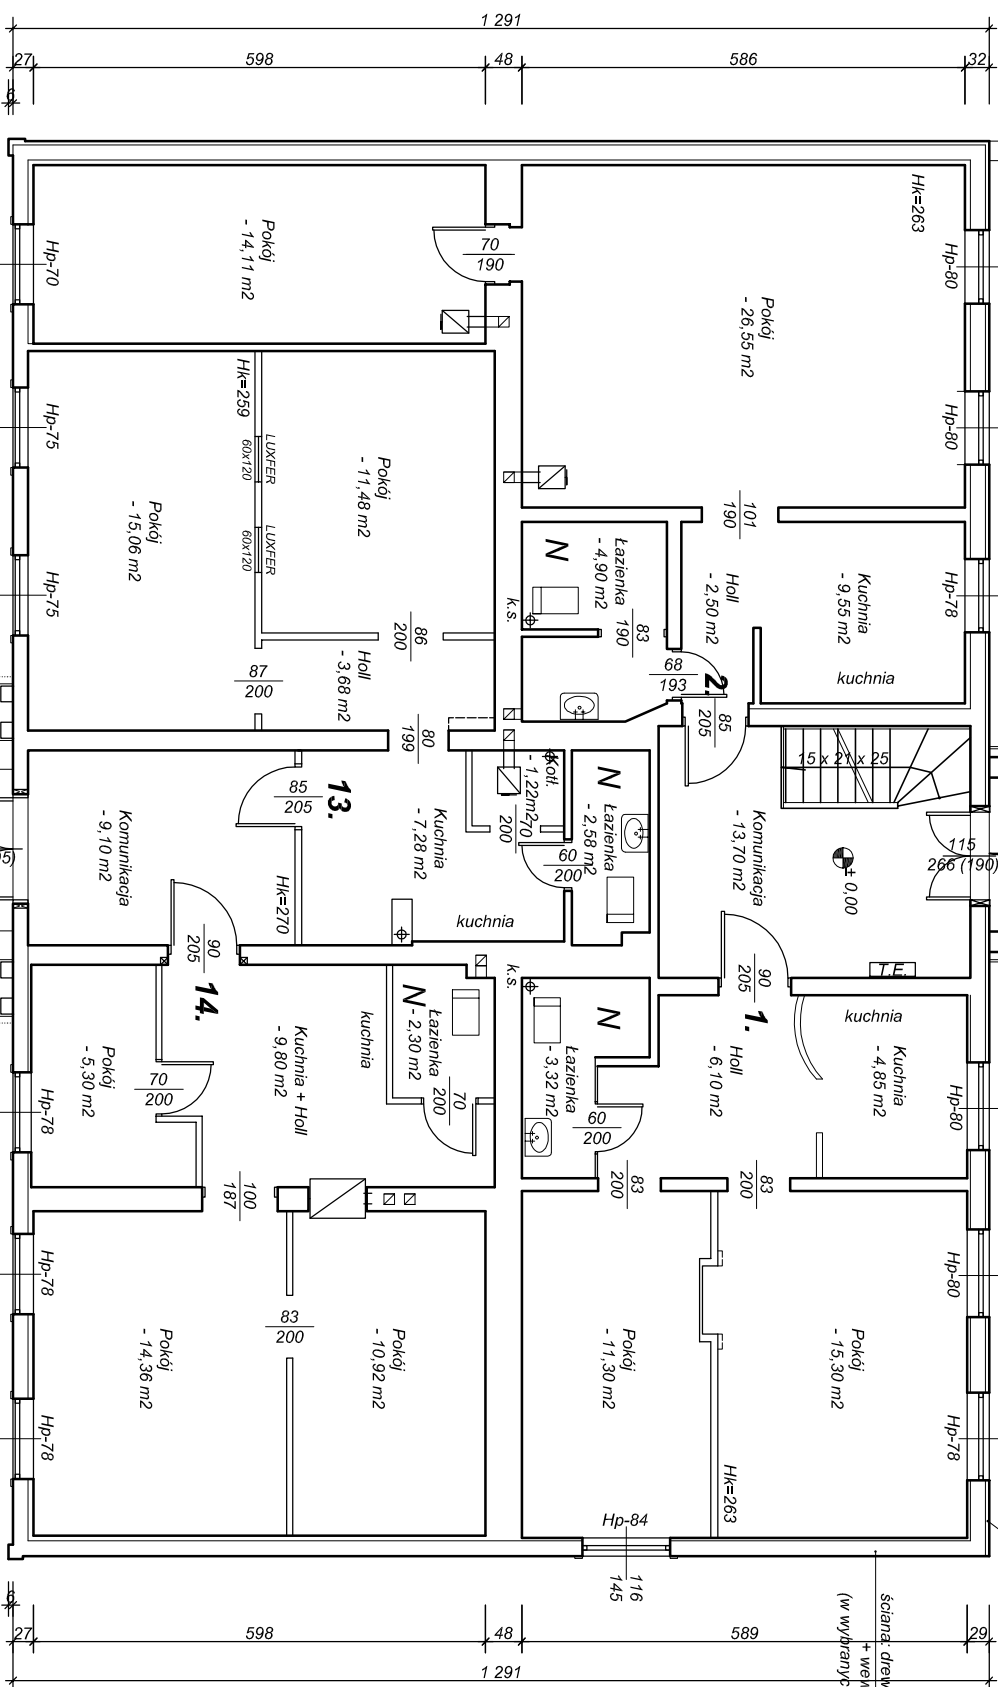 1 291
27
598
48
586
32
6
Hk=263
Pokój
- 14,11 m2
Hp-70
70
190
Hp-80
Pokój
- 26,55 m2
Hk=259
Hp-75
Hp-80
LUXFER
60x120
Pokój
- 11,48 m2
101
190
Pokój
- 15,06 m2
LUXFER
60x120
N
Łazienka
- 4,90 m2
Holl
- 2,50 m2
Kuchnia
- 9,55 m2
Hp-78
Hp-75
k.s.
86
200
83
190
Holl
- 3,68 m2
87
200
68
193
2.
kuchnia
85
205
80
199
15 x 21 x 25
Kotł.
- 1,22m2
N
85
205
13.
Komunikacja
- 9,10 m2
Kuchnia
- 7,28 m2
70
200
Łazienka
- 2,58 m2
60
200
Komunikacja
- 13,70 m2
± 0,00
115
266 (190)
5)
Hk=270
kuchnia
90
205
k.s.
90
205
T.E.
14.
N
N
1.
kuchnia
kuchnia
Kuchnia + Holl
- 9,80 m2
Łazienka
- 2,30 m2
Pokój
- 5,30 m2
Łazienka
- 3,32 m2
Holl
- 6,10 m2
Kuchnia
- 4,85 m2
Hp-78
Hp-80
70
200
70
200
60
200
100
187
83
200
83
200
Hp-78
Hp-80
83
200
Pokój
- 14,36 m2
Pokój
- 10,92 m2
Pokój
- 11,30 m2
Pokój
- 15,30 m2
Hp-78
Hp-78
Hk=263
Hp-84
116
145
ściana: drew
+ weł
(w wybranyc
6
27
598
48
589
29
1 291